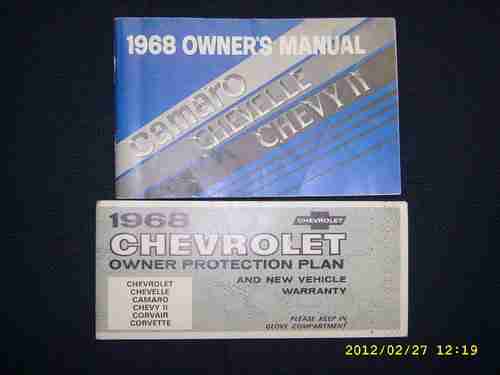 1968 OWNER'S MANUAL
camaro
CHEVELLE
CHEVY II
1968
CHEVROLET
CHEVROLET
OWNER PROTECTION PLAN
AND NEW VEHICLE
WARRANTY
CHEVROLET
CHEVELLE
CAMARO
CHEVY II
CORVAIR
CORVETTE
PLEASE KEEP IN
GLOVE COMPARTMENT
2012/02/27 12:19